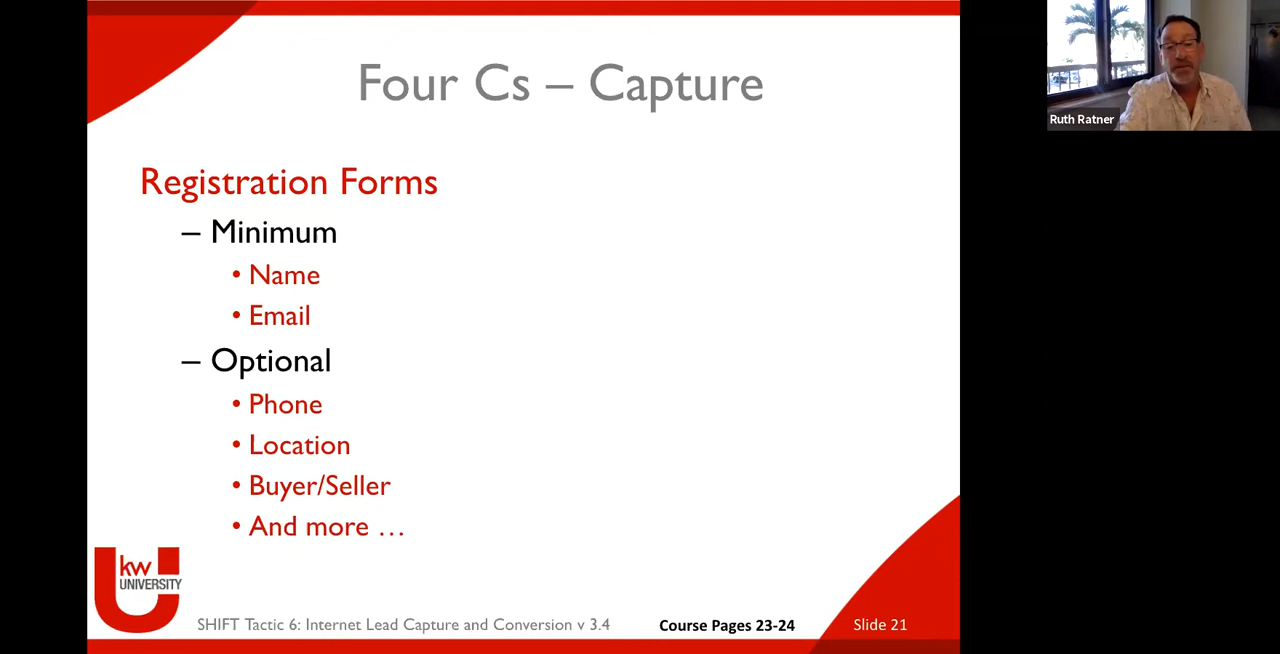 Four Cs – Capture
Ruth Ratner
Registration Forms
– Minimum
• Name
• Email
– Optional
• Phone
• Location
• Buyer/Seller
• And more …
kw
UNIVERSITY
SHIFT Tactic 6: Internet Lead Capture and Conversion v 3.4
Course Pages 23-24
Slide 21